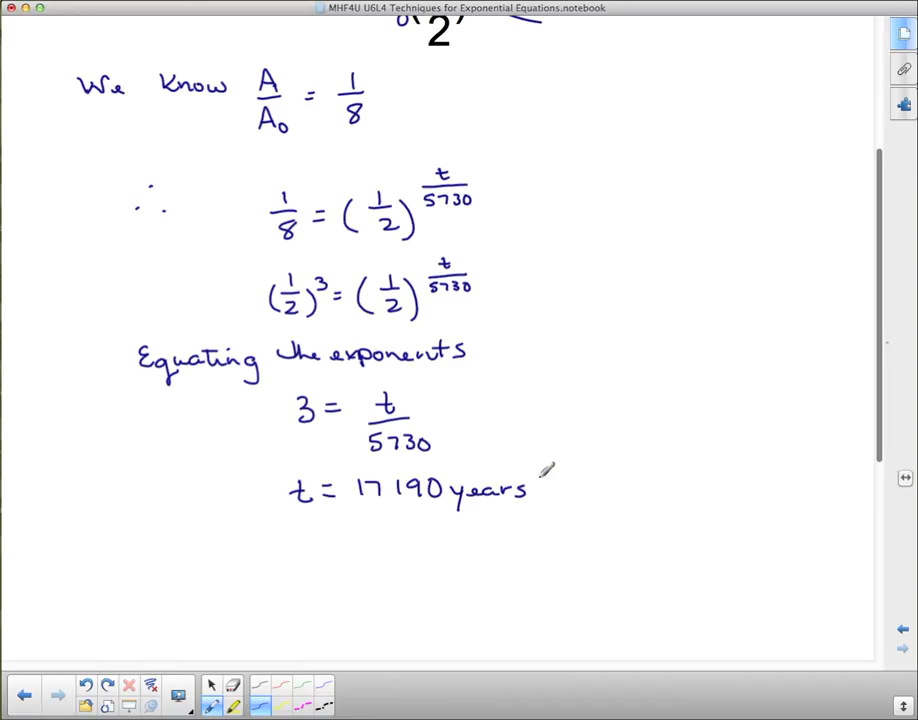 MHF4U U6L4 Techniques for Exponential Equations.notebook
2
We know A/A₀ = 1/8
∴ 1/8 = (1/2)^(t/5730)
(1/2)^3 = (1/2)^(t/5730)
Equating the exponents
3 = t/5730
t = 17 190 years